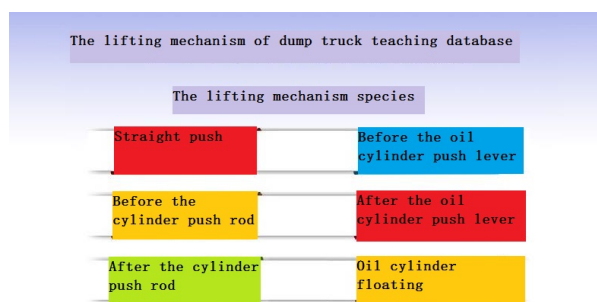 The lifting mechanism of dump truck teaching database
The lifting mechanism species
Straight push
Before the oil
cylinder push lever
Before the
cylinder push rod
After the oil
cylinder push lever
After the cylinder
push rod
Oil cylinder
floating